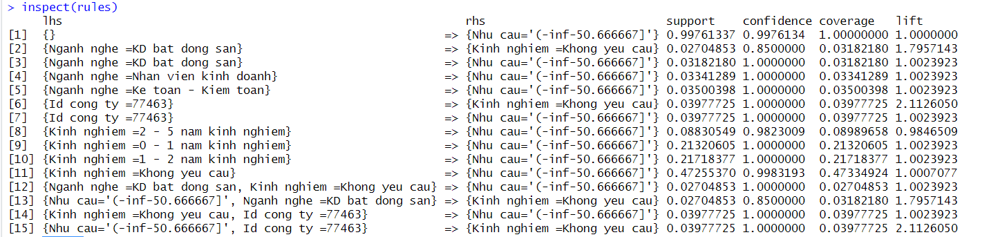 > inspect(rules)
lhs rhs support confidence coverage lift
[1] {} => {Nhu cau='(-inf-50.666667]'} 0.99761337 0.9976134 1.00000000 1.0000000
[2] {Nganh nghe =KD bat dong san} => {Kinh nghiem =Khong yeu cau} 0.02704853 0.8500000 0.03182180 1.7957143
[3] {Nganh nghe =KD bat dong san} => {Nhu cau='(-inf-50.666667]'} 0.03182180 1.0000000 0.03182180 1.0023923
[4] {Nganh nghe =Nhan vien kinh doanh} => {Nhu cau='(-inf-50.666667]'} 0.03341289 1.0000000 0.03341289 1.0023923
[5] {Nganh nghe =Ke toan - Kiem toan} => {Nhu cau='(-inf-50.666667]'} 0.03500398 1.0000000 0.03500398 1.0023923
[6] {Id cong ty =77463} => {Kinh nghiem =Khong yeu cau} 0.03977725 1.0000000 0.03977725 2.1126050
[7] {Id cong ty =77463} => {Nhu cau='(-inf-50.666667]'} 0.03977725 1.0000000 0.03977725 1.0023923
[8] {Kinh nghiem =2 - 5 nam kinh nghiem} => {Nhu cau='(-inf-50.666667]'} 0.08830549 0.9823009 0.08989658 0.9846509
[9] {Kinh nghiem =0 - 1 nam kinh nghiem} => {Nhu cau='(-inf-50.666667]'} 0.21320605 1.0000000 0.21320605 1.0023923
[10] {Kinh nghiem =1 - 2 nam kinh nghiem} => {Nhu cau='(-inf-50.666667]'} 0.21718377 1.0000000 0.21718377 1.0023923
[11] {Kinh nghiem =Khong yeu cau} => {Nhu cau='(-inf-50.666667]'} 0.47255370 0.9983193 0.47334924 1.0007077
[12] {Nganh nghe =KD bat dong san, Kinh nghiem =Khong yeu cau} => {Nhu cau='(-inf-50.666667]'} 0.02704853 1.0000000 0.02704853 1.0023923
[13] {Nhu cau='(-inf-50.666667]', Nganh nghe =KD bat dong san} => {Kinh nghiem =Khong yeu cau} 0.02704853 0.8500000 0.03182180 1.7957143
[14] {Kinh nghiem =Khong yeu cau, Id cong ty =77463} => {Nhu cau='(-inf-50.666667]'} 0.03977725 1.0000000 0.03977725 1.0023923
[15] {Nhu cau='(-inf-50.666667]', Id cong ty =77463} => {Kinh nghiem =Khong yeu cau} 0.03977725 1.0000000 0.03977725 2.1126050